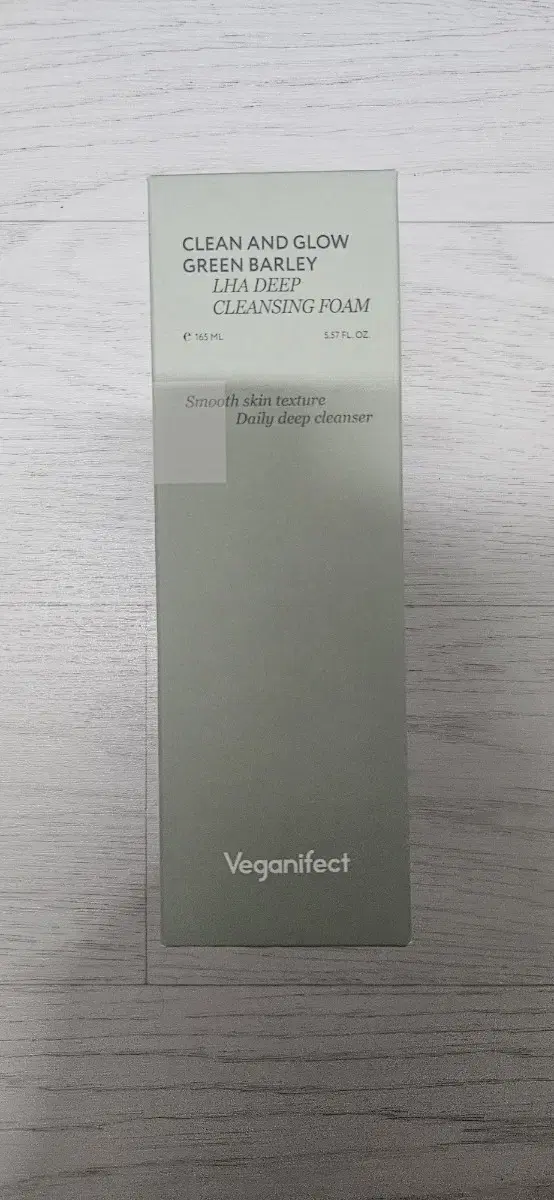 CLEAN AND GLOW
GREEN BARLEY
LHA DEEP
CLEANSING FOAM
℮ 165 ML 5.57 FL. OZ.
Smooth skin texture
Daily deep cleanser
Veganifect